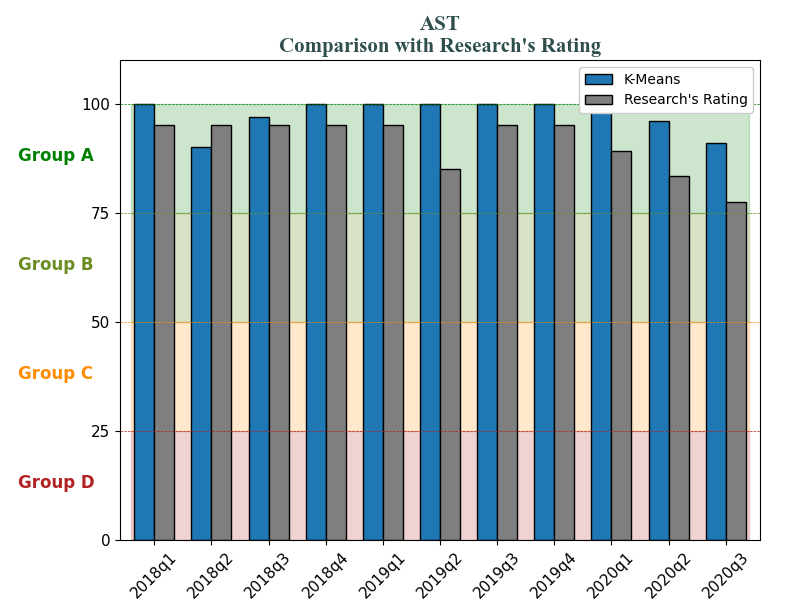 AST
Comparison with Research's Rating
K-Means
Research's Rating
100
Group A
75
Group B
50
Group C
25
Group D
0
2018q1
2018q2
2018q3
2018q4
2019q1
2019q2
2019q3
2019q4
2020q1
2020q2
2020q3